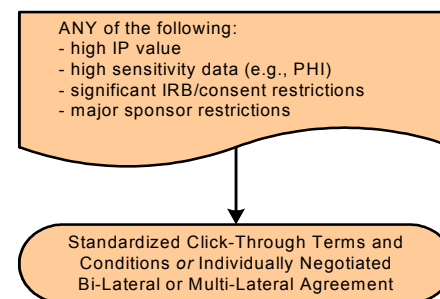 ANY of the following:
- high IP value
- high sensitivity data (e.g., PHI)
- significant IRB/consent restrictions
- major sponsor restrictions
Standardized Click-Through Terms and
Conditions or Individually Negotiated
Bi-Lateral or Multi-Lateral Agreement